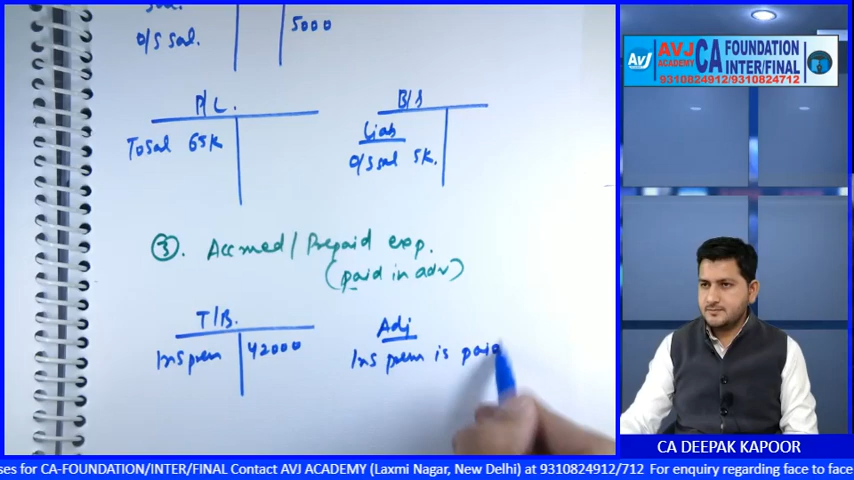 o/s sal.
5000
P/L.
B/S
To sal 65K
Liab
o/s sal 5K.
③. Accrued/Prepaid exp.
(paid in adv)
T/B.
Adj
Ins prem 42000
Ins prem is paid
AVJ
AVJ
ACADEMY
CA
FOUNDATION
INTER/FINAL
9310824912/9310824712
CA DEEPAK KAPOOR
ses for CA-FOUNDATION/INTER/FINAL Contact AVJ ACADEMY (Laxmi Nagar, New Delhi) at 9310824912/712 For enquiry regarding face to face